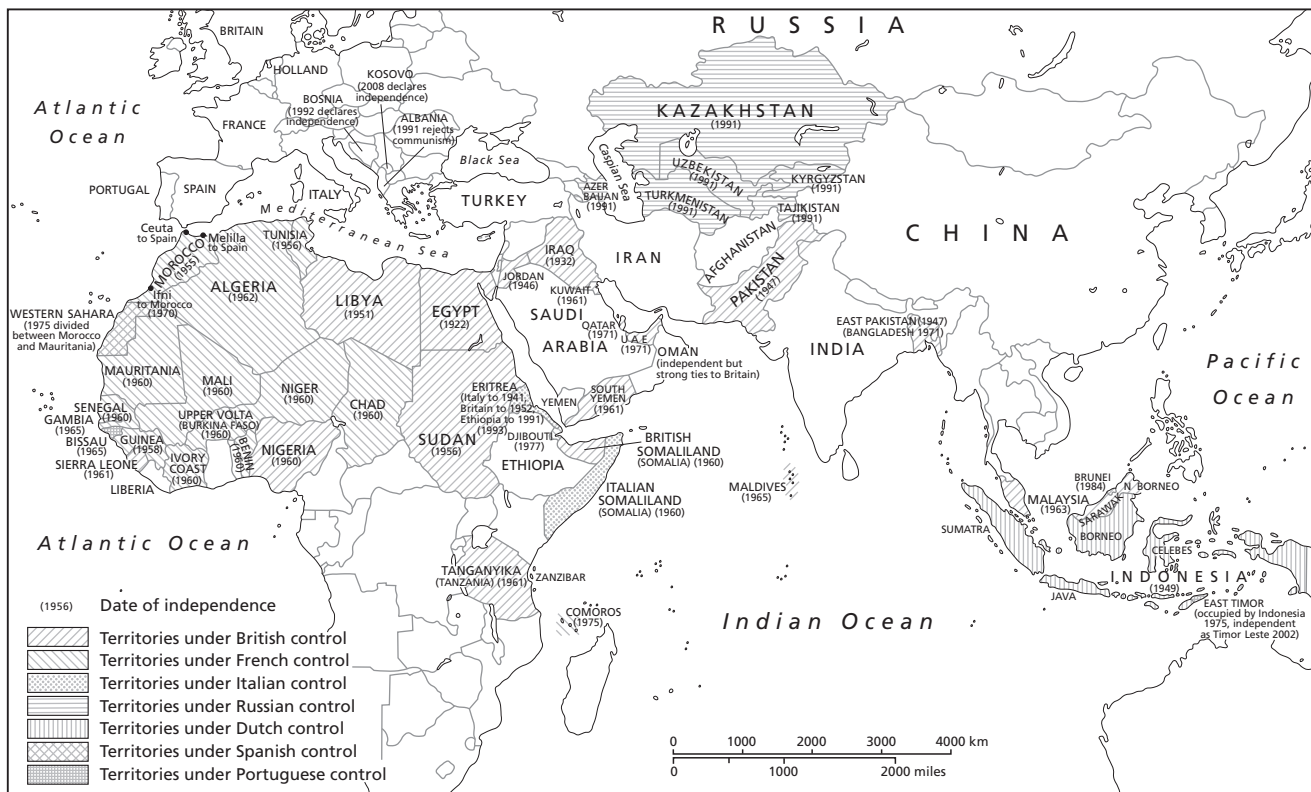 RUSSIA
BRITAIN
HOLLAND
KOSOVO
(2008 declares
independence)
BOSNIA
(1992 declares
independence)
ALBANIA
(1991 rejects
communism)
Atlantic
Ocean
FRANCE
KAZAKHSTAN
(1991)
Black Sea
Caspian Sea
UZBEKISTAN
(1991)
KYRGYZSTAN
(1991)
PORTUGAL
SPAIN
ITALY
TURKEY
AZER
BAIJAN
(1991)
TURKMENISTAN
(1991)
TAJIKISTAN
(1991)
Mediterranean Sea
Ceuta
to Spain
Melilla
to Spain
TUNISIA
(1956)
CHINA
MOROCCO
(1955)
IRAQ
(1932)
IRAN
AFGHANISTAN
PAKISTAN
(1947)
ALGERIA
(1962)
JORDAN
(1946)
KUWAIT
(1961)
Ifni
to Morocco
(1970)
LIBYA
(1951)
EGYPT
(1922)
SAUDI
ARABIA
QATAR
(1971)
U A E
(1971)
OMAN
(independent but
strong ties to Britain)
WESTERN SAHARA
(1975 divided
between Morocco
and Mauritania)
EAST PAKISTAN (1947)
(BANGLADESH 1971)
INDIA
Pacific
Ocean
MAURITANIA
(1960)
MALI
(1960)
NIGER
(1960)
CHAD
(1960)
ERITREA
(Italy to 1941,
Britain to 1952,
Ethiopia to 1991)
(1993)
YEMEN
SOUTH
YEMEN
(1961)
SENEGAL
(1960)
GAMBIA
(1965)
BISSAU
(1965)
UPPER VOLTA
(BURKINA FASO)
(1960)
GUINEA
(1958)
SIERRA LEONE
(1961)
LIBERIA
IVORY
COAST
(1960)
BENIN
(1960)
NIGERIA
(1960)
SUDAN
(1956)
DJIBOUTI
(1977)
ETHIOPIA
BRITISH
SOMALILAND
(SOMALIA) (1960)
ITALIAN
SOMALILAND
(SOMALIA) (1960)
MALDIVES
(1965)
BRUNEI
(1984)
N BORNEO
MALAYSIA
(1963)
SARAWAK
SUMATRA
BORNEO
CELEBES
INDONESIA
(1949)
JAVA
EAST TIMOR
(occupied by Indonesia
1975, independent
as Timor Leste 2002)
Atlantic Ocean
TANGANYIKA
(TANZANIA) (1961)
ZANZIBAR
COMOROS
(1975)
Indian Ocean
(1956) Date of independence
Territories under British control
Territories under French control
Territories under Italian control
Territories under Russian control
Territories under Dutch control
Territories under Spanish control
Territories under Portuguese control
0 1000 2000 3000 4000 km
0 1000 2000 miles